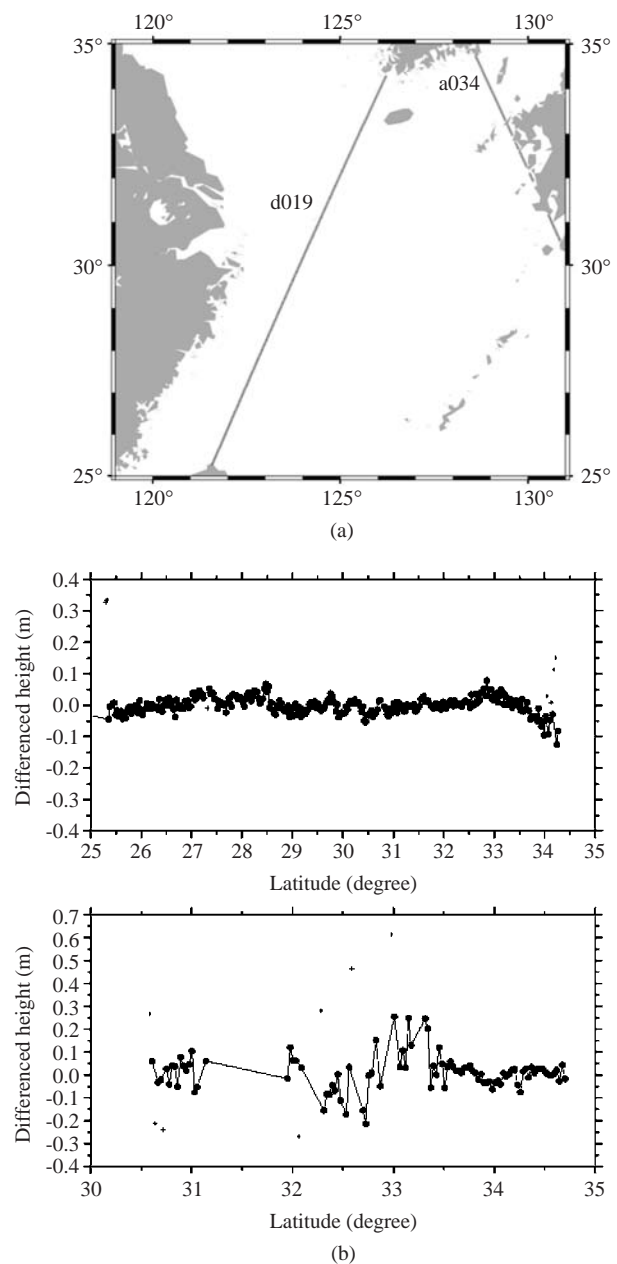 120° 125° 130°
35° 35°
a034
d019
30° 30°
25° 25°
120° 125° 130°
(a)
0.4
0.3
0.2
0.1
0.0
-0.1
-0.2
-0.3
-0.4
Differenced height (m)
25 26 27 28 29 30 31 32 33 34 35
Latitude (degree)
0.7
0.6
0.5
0.4
0.3
0.2
0.1
0.0
-0.1
-0.2
-0.3
-0.4
Differenced height (m)
30 31 32 33 34 35
Latitude (degree)
(b)